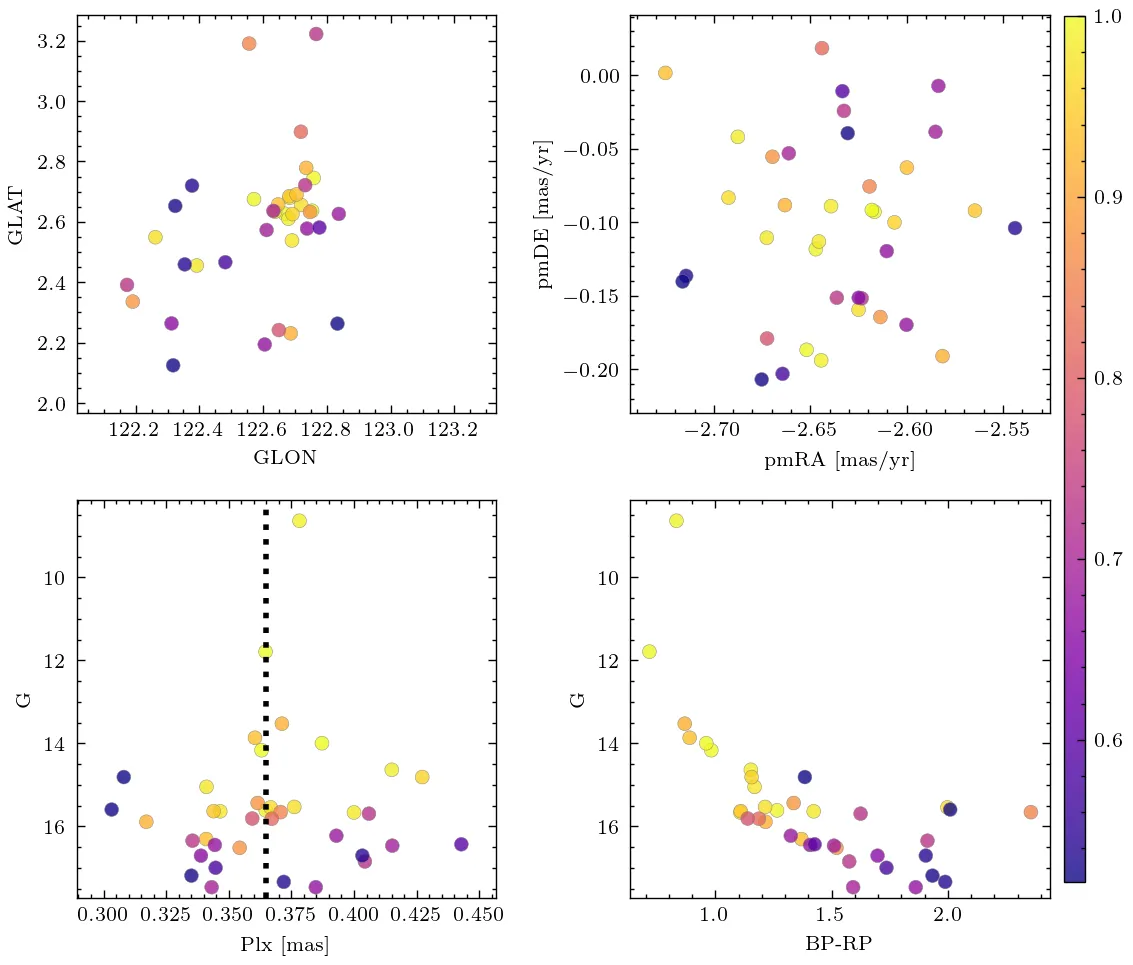 3.2
3.0
2.8
2.6
2.4
2.2
2.0
GLAT
122.2 122.4 122.6 122.8 123.0 123.2
GLON
0.00
−0.05
−0.10
−0.15
−0.20
pmDE [mas/yr]
−2.70 −2.65 −2.60 −2.55
pmRA [mas/yr]
10
12
14
16
G
0.300 0.325 0.350 0.375 0.400 0.425 0.450
Plx [mas]
10
12
14
16
G
1.0 1.5 2.0
BP-RP
1.0
0.9
0.8
0.7
0.6